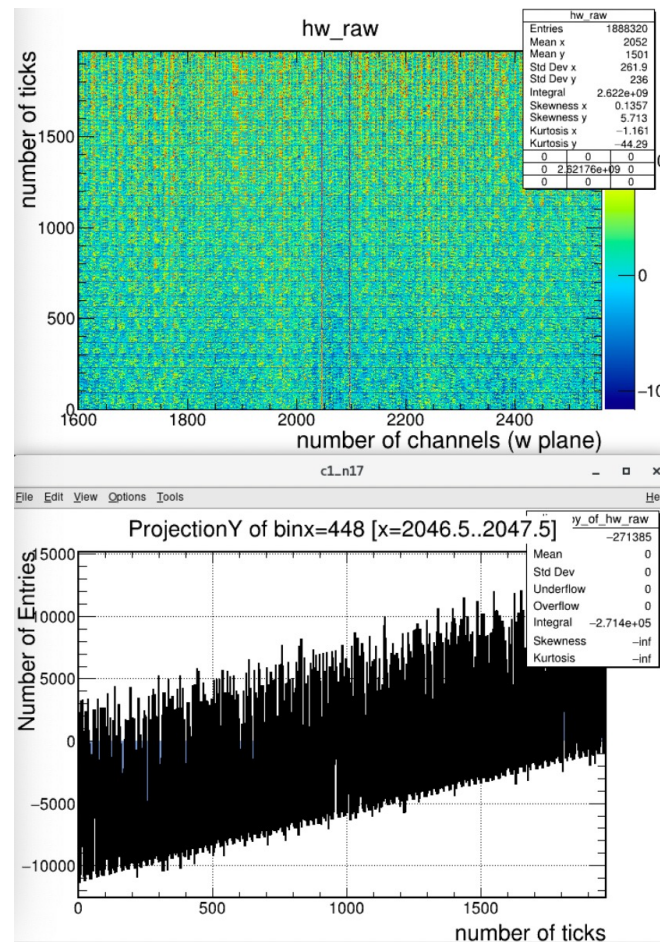 hw_raw
hw_raw
Entries 1888320
Mean x 2052
Mean y 1501
Std Dev x 261.9
Std Dev y 236
Integral 2.622e+09
Skewness x 0.1357
Skewness y 5.713
Kurtosis x −1.161
Kurtosis y −44.29
0 0 0
0 2.62176e+09 0
0 0 0
number of ticks
1500
1000
500
0
0
−10
1600 1800 2000 2200 2400
number of channels (w plane)
c1_n17
File Edit View Options Tools He
ProjectionY of binx=448 [x=2046.5..2047.5]
y_of_hw_raw
−271385
Mean 0
Std Dev 0
Underflow 0
Overflow 0
Integral −2.714e+05
Skewness −inf
Kurtosis −inf
Number of Entries
15000
10000
5000
0
−5000
−10000
0 500 1000 1500
number of ticks